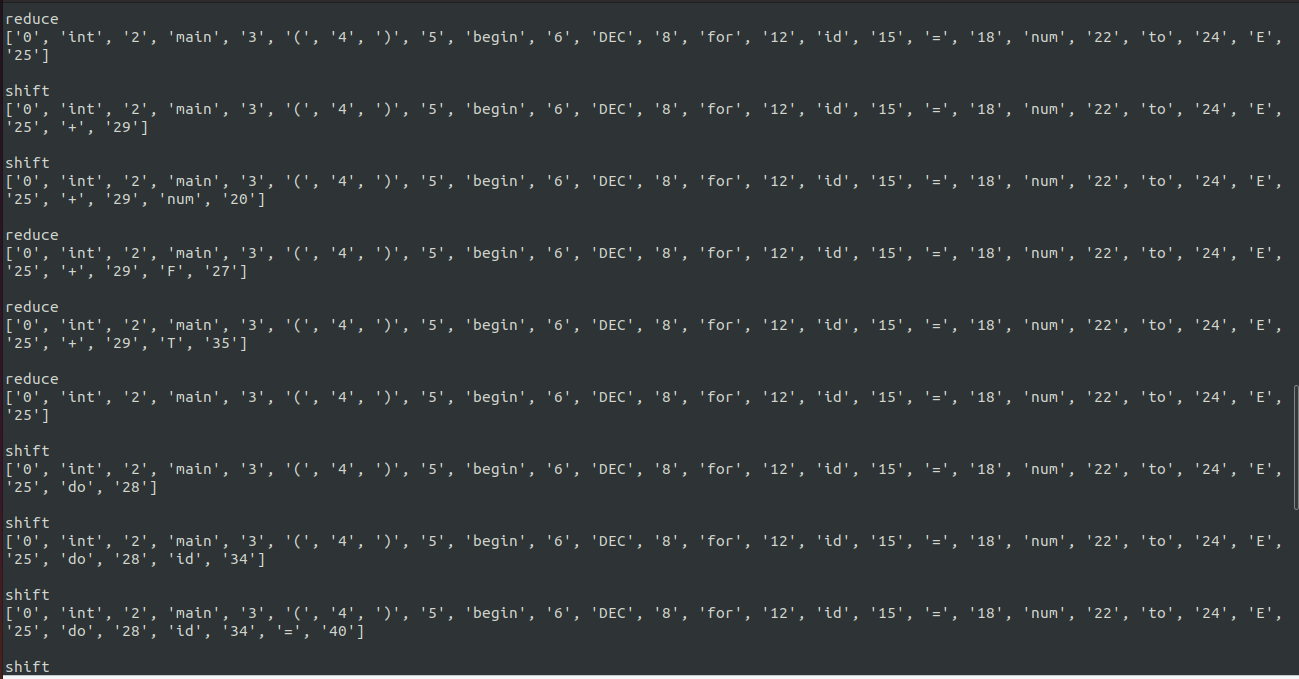 reduce
['0', 'int', '2', 'main', '3', '(', '4', ')', '5', 'begin', '6', 'DEC', '8', 'for', '12', 'id', '15', '=', '18', 'num', '22', 'to', '24', 'E',
'25']
shift
['0', 'int', '2', 'main', '3', '(', '4', ')', '5', 'begin', '6', 'DEC', '8', 'for', '12', 'id', '15', '=', '18', 'num', '22', 'to', '24', 'E',
'25', '+', '29']
shift
['0', 'int', '2', 'main', '3', '(', '4', ')', '5', 'begin', '6', 'DEC', '8', 'for', '12', 'id', '15', '=', '18', 'num', '22', 'to', '24', 'E',
'25', '+', '29', 'num', '20']
reduce
['0', 'int', '2', 'main', '3', '(', '4', ')', '5', 'begin', '6', 'DEC', '8', 'for', '12', 'id', '15', '=', '18', 'num', '22', 'to', '24', 'E',
'25', '+', '29', 'F', '27']
reduce
['0', 'int', '2', 'main', '3', '(', '4', ')', '5', 'begin', '6', 'DEC', '8', 'for', '12', 'id', '15', '=', '18', 'num', '22', 'to', '24', 'E',
'25', '+', '29', 'T', '35']
reduce
['0', 'int', '2', 'main', '3', '(', '4', ')', '5', 'begin', '6', 'DEC', '8', 'for', '12', 'id', '15', '=', '18', 'num', '22', 'to', '24', 'E',
'25']
shift
['0', 'int', '2', 'main', '3', '(', '4', ')', '5', 'begin', '6', 'DEC', '8', 'for', '12', 'id', '15', '=', '18', 'num', '22', 'to', '24', 'E',
'25', 'do', '28']
shift
['0', 'int', '2', 'main', '3', '(', '4', ')', '5', 'begin', '6', 'DEC', '8', 'for', '12', 'id', '15', '=', '18', 'num', '22', 'to', '24', 'E',
'25', 'do', '28', 'id', '34']
shift
['0', 'int', '2', 'main', '3', '(', '4', ')', '5', 'begin', '6', 'DEC', '8', 'for', '12', 'id', '15', '=', '18', 'num', '22', 'to', '24', 'E',
'25', 'do', '28', 'id', '34', '=', '40']
shift